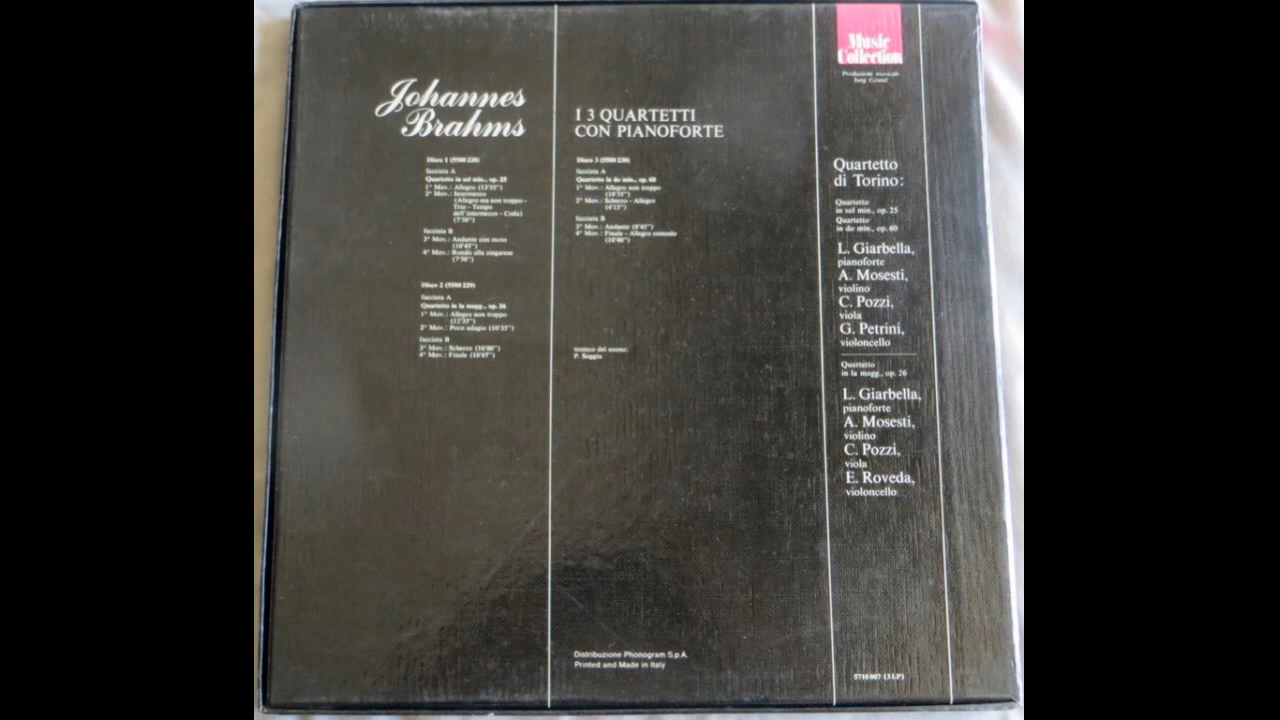 Johannes
Brahms
Disco 1 (5500 228)
facciata A
Quartetto in sol min., op. 25
1° Mov.: Allegro (13'35")
2° Mov.: Intermezzo
(Allegro ma non troppo -
Trio - Tempo
dell'intermezzo - Coda)
(7'50")
facciata B
3° Mov.: Andante con moto
(10'45")
4° Mov.: Rondo alla zingarese
(7'50")
Disco 2 (5500 229)
facciata A
Quartetto in la magg., op. 26
1° Mov.: Allegro non troppo
(12'35")
2° Mov.: Poco adagio (10'35")
facciata B
3° Mov.: Scherzo (10'00")
4° Mov.: Finale (10'07")
I 3 QUARTETTI
CON PIANOFORTE
Disco 3 (5500 230)
facciata A
Quartetto in do min., op. 60
1° Mov.: Allegro non troppo
(10'35")
2° Mov.: Scherzo - Allegro
(4'15")
facciata B
3° Mov.: Andante (8'45")
4° Mov.: Finale - Allegro comodo
(10'40")
tecnico del suono:
P. Soggia
Distribuzione Phonogram S.p.A.
Printed and Made in Italy
Music
Collection
Produzione musicali
Quartetto
di Torino:
Quartetto
in sol min., op. 25
Quartetto
in do min., op. 60
L. Giarbella,
pianoforte
A. Mosesti,
violino
C. Pozzi,
viola
G. Petrini,
violoncello
Quartetto
in la magg., op. 26
L. Giarbella,
pianoforte
A. Mosesti,
violino
C. Pozzi,
viola
E. Roveda,
violoncello
5710 007 (3 LP)